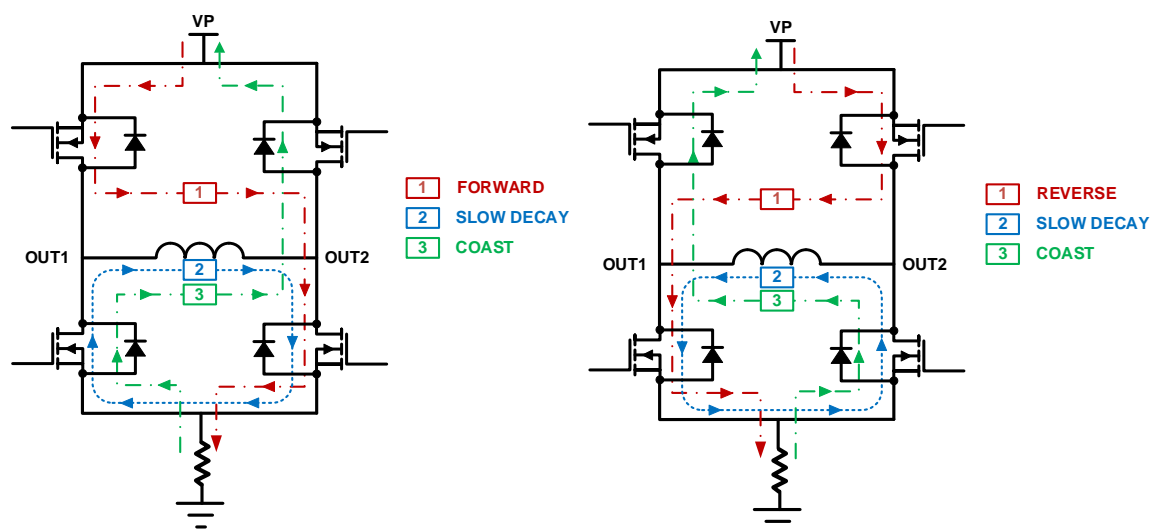 VP
1
1 FORWARD
2 SLOW DECAY
3 COAST
OUT1
OUT2
2
3
VP
1
1 REVERSE
2 SLOW DECAY
3 COAST
OUT1
OUT2
2
3